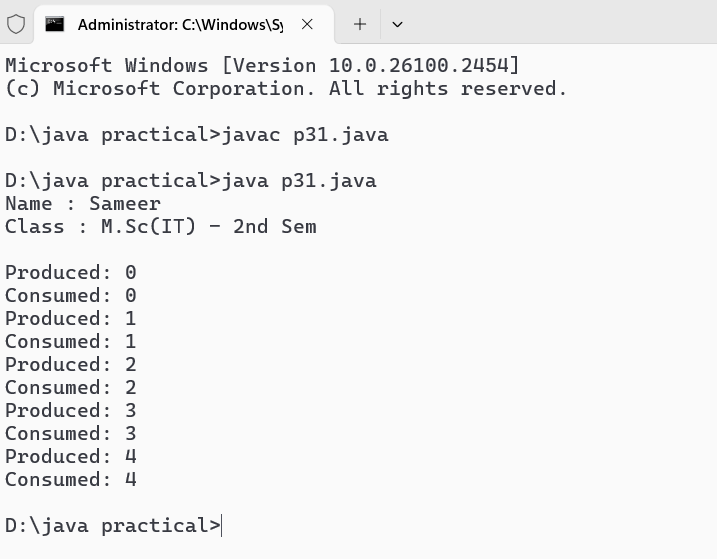 Administrator: C:\Windows\Sy
Microsoft Windows [Version 10.0.26100.2454]
(c) Microsoft Corporation. All rights reserved.
D:\java practical>javac p31.java
D:\java practical>java p31.java
Name : Sameer
Class : M.Sc(IT) - 2nd Sem
Produced: 0
Consumed: 0
Produced: 1
Consumed: 1
Produced: 2
Consumed: 2
Produced: 3
Consumed: 3
Produced: 4
Consumed: 4
D:\java practical>